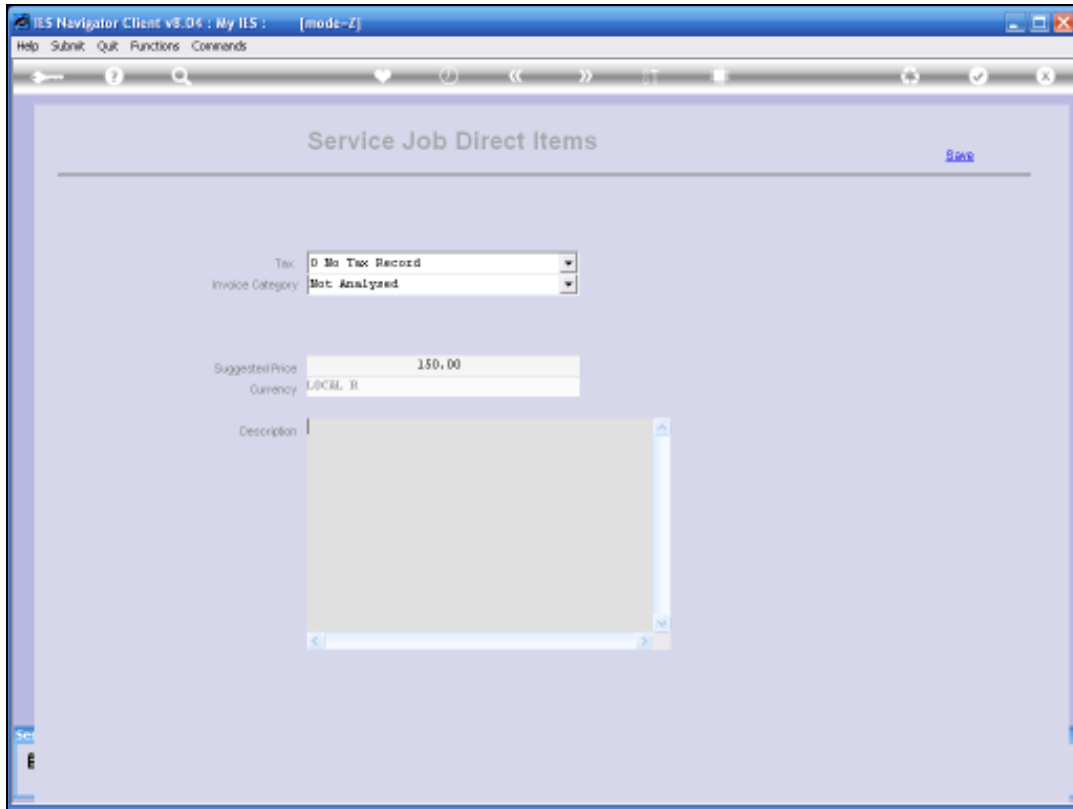 IES Navigator Client v8.04 : My IES : [mode=Z]
Help Submit Quit Functions Commands
Service Job Direct Items
Save
Tax 0 No Tax Record
Invoice Category Not Analysed
Suggested Price 150.00
Currency LOCAL R
Description
Ser